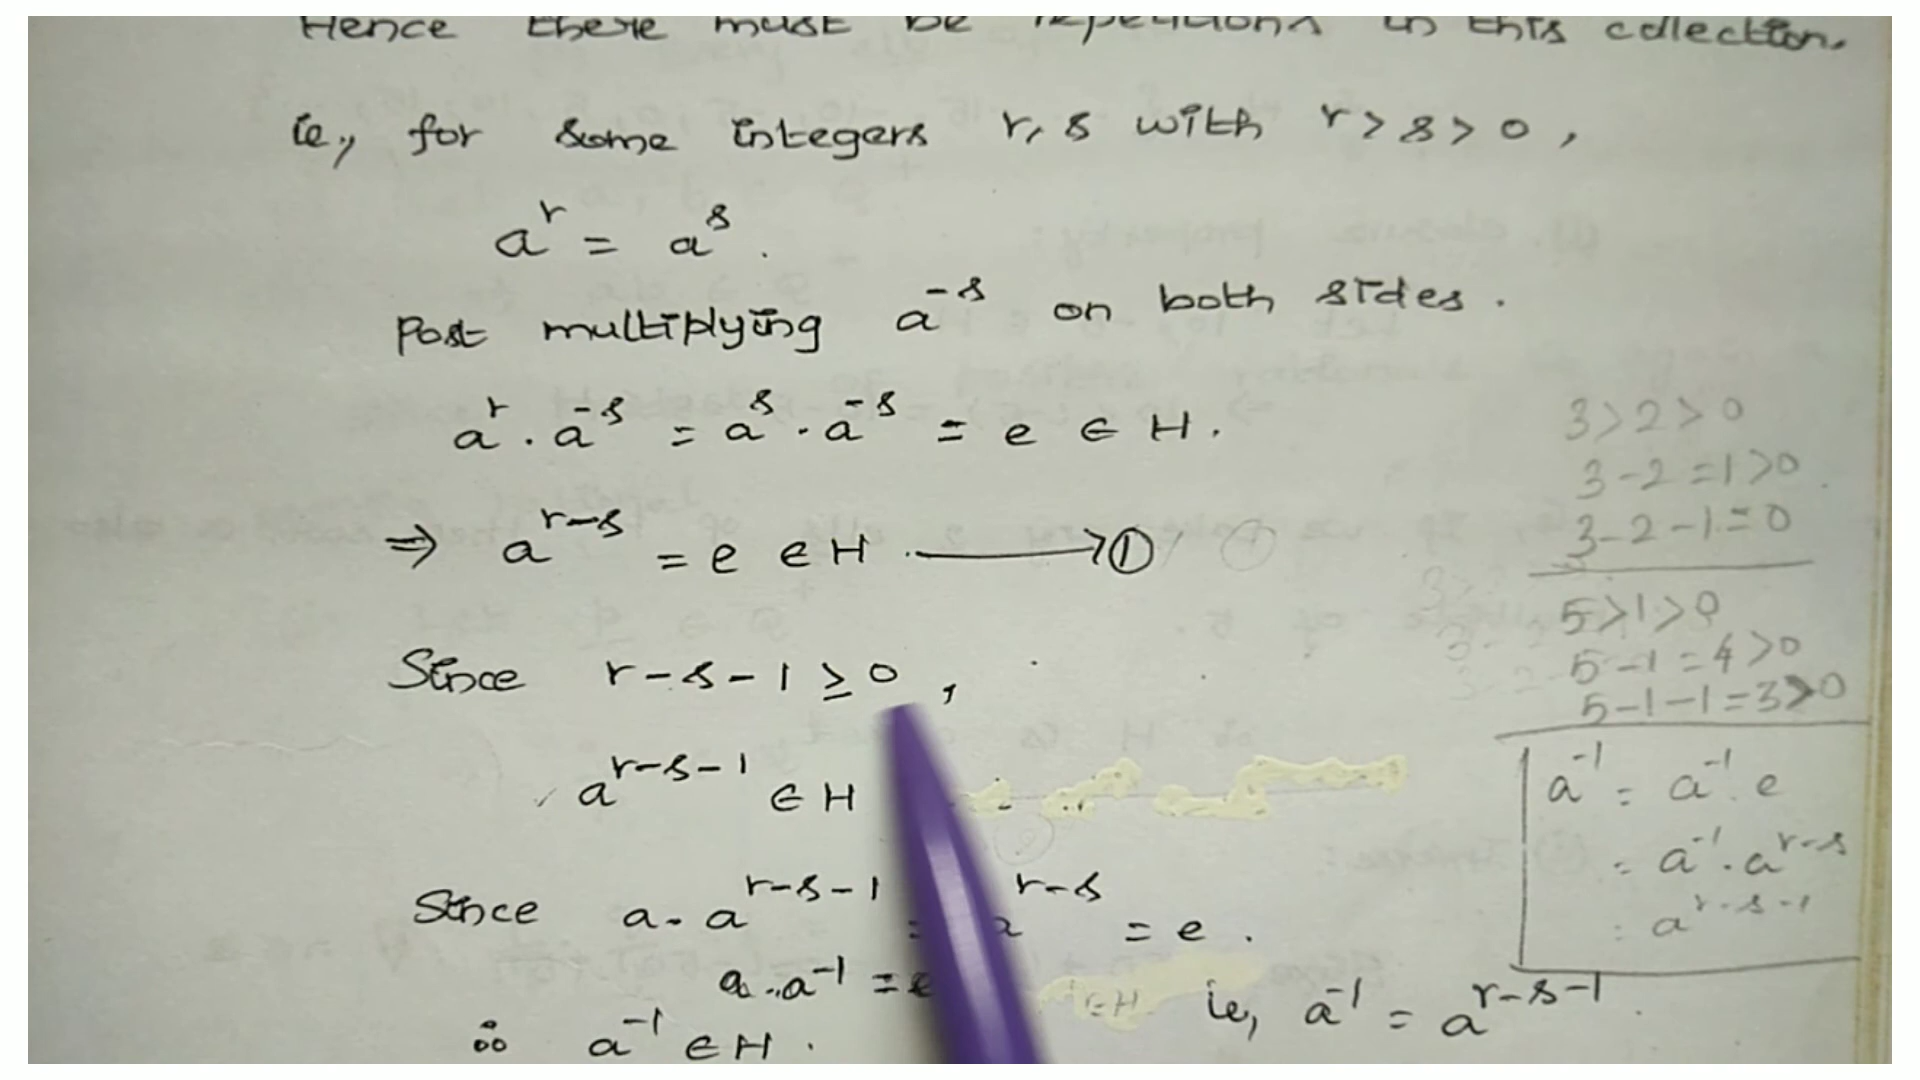 Hence there must be repetitions in this collection.
ie., for some integers r, s with r > s > 0,
a^r = a^s.
Post multiplying a^-s on both sides.
a^r . a^-s = a^s . a^-s = e ∈ H.
⇒ a^r-s = e ∈ H ⟶ ①
Since r-s-1 ≥ 0,
a^r-s-1 ∈ H
Since a . a^r-s-1 = a^r-s = e.
a . a^-1 = e
∈H ie, a^-1 = a^r-s-1.
∴ a^-1 ∈ H.
3>2>0
3-2=1>0
3-2-1=0
5>1>0
5-1=4>0
5-1-1=3>0
a^-1 = a^-1 . e
= a^-1 . a^r-s
= a^r-s-1